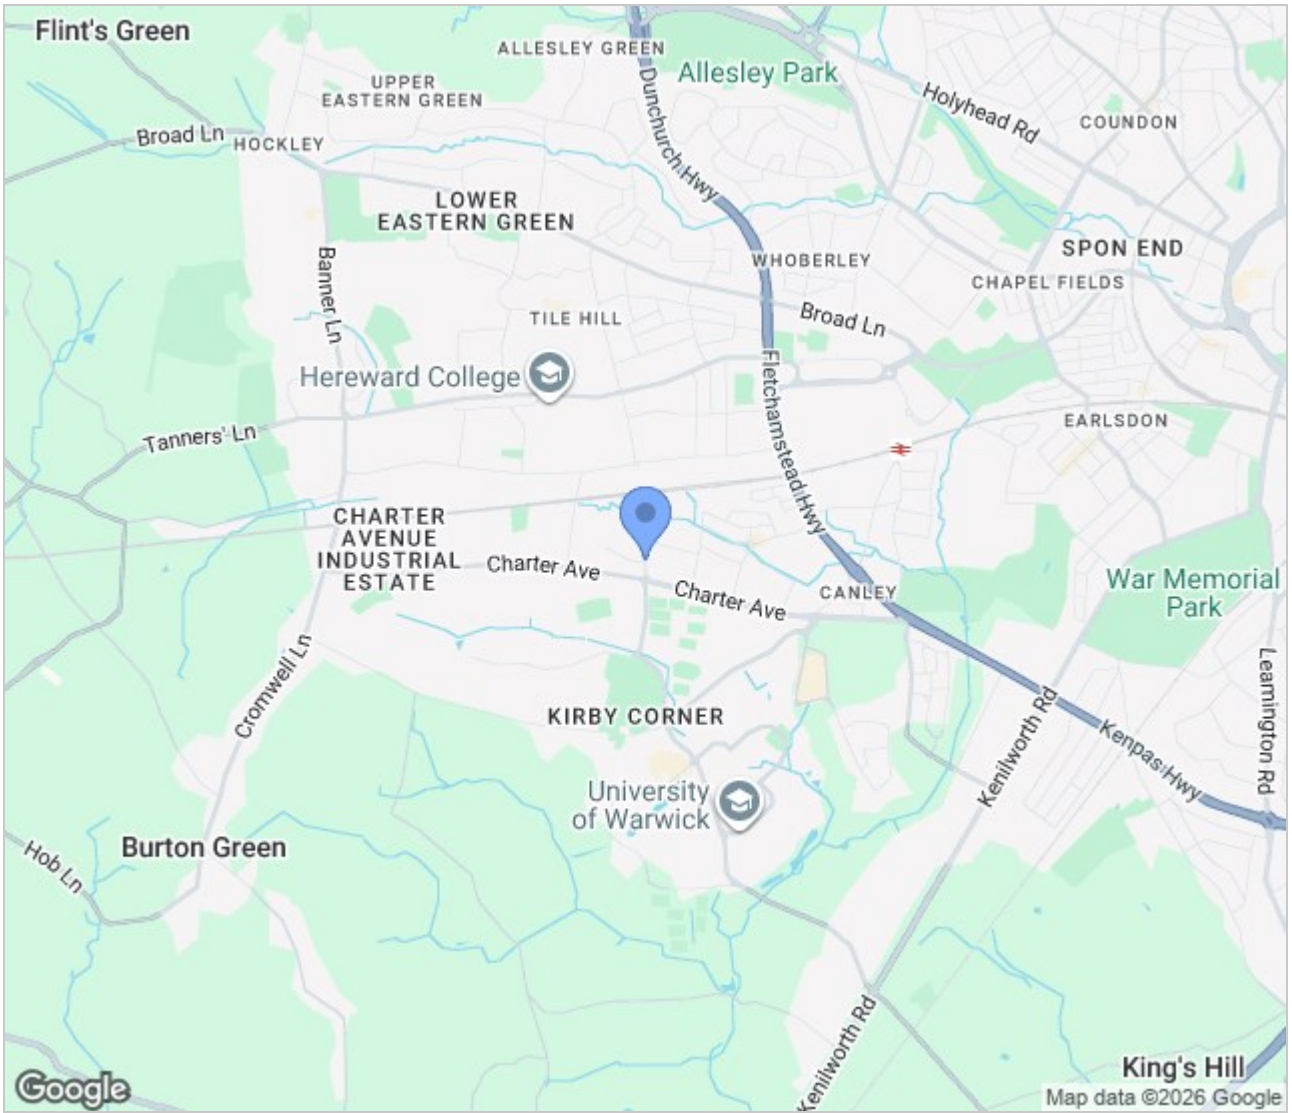 Flint's Green
ALLESLEY GREEN
Allesley Park
UPPER
EASTERN GREEN
Dunchurch Hwy
Holyhead Rd
COUNDON
Broad Ln
HOCKLEY
LOWER
EASTERN GREEN
Banner Ln
WHOBERLEY
SPON END
CHAPEL FIELDS
TILE HILL
Broad Ln
Hereward College
Fletchamstead Hwy
EARLSDON
Tanners' Ln
CHARTER
AVENUE
INDUSTRIAL
ESTATE
Charter Ave
Charter Ave
CANLEY
War Memorial
Park
Cromwell Ln
Leamington Rd
KIRBY CORNER
Kenilworth Rd
Kenpas Hwy
University
of Warwick
Burton Green
Hob Ln
Kenilworth Rd
King's Hill
Google
Map data ©2026 Google